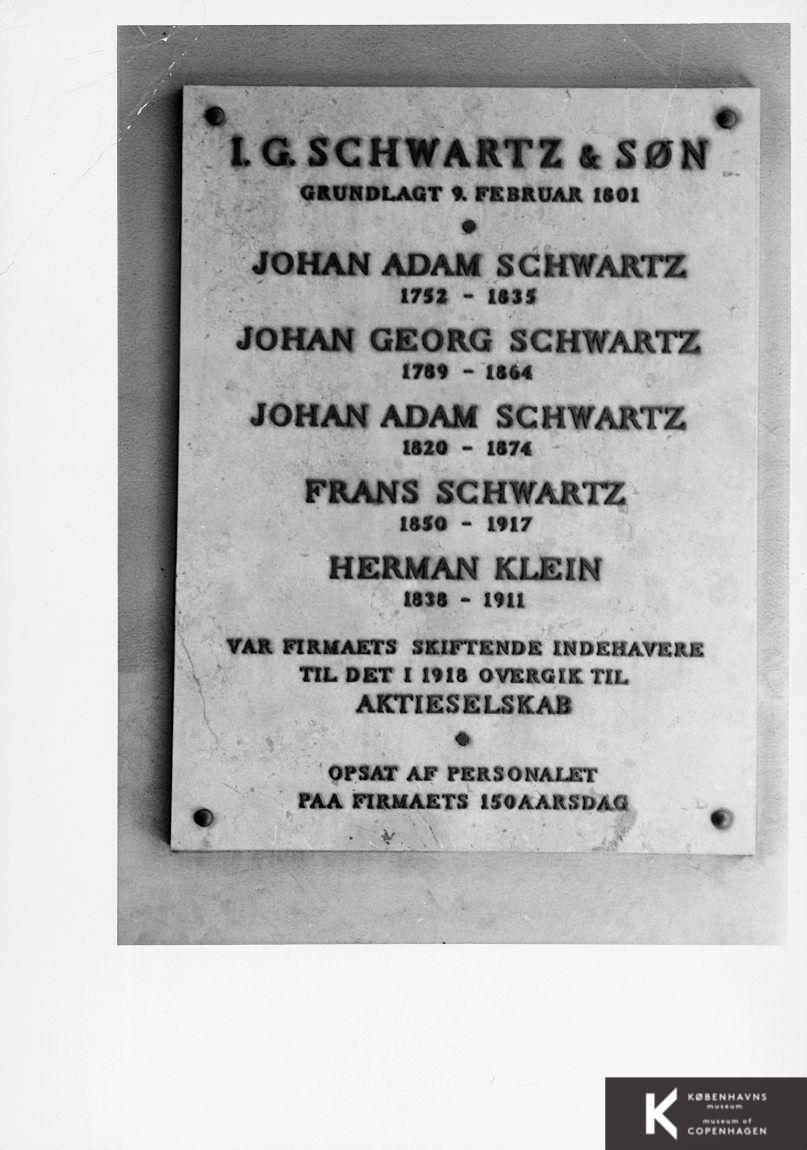 I. G. SCHWARTZ & SØN
GRUNDLAGT 9. FEBRUAR 1801
JOHAN ADAM SCHWARTZ
1752 - 1835
JOHAN GEORG SCHWARTZ
1789 - 1864
JOHAN ADAM SCHWARTZ
1820 - 1874
FRANS SCHWARTZ
1850 - 1917
HERMAN KLEIN
1838 - 1911
VAR FIRMAETS SKIFTENDE INDEHAVERE
TIL DET I 1918 OVERGIK TIL
AKTIESELSKAB
OPSAT AF PERSONALET
PAA FIRMAETS 150AARSDAG
K
KØBENHAVNS
museum
museum of
COPENHAGEN